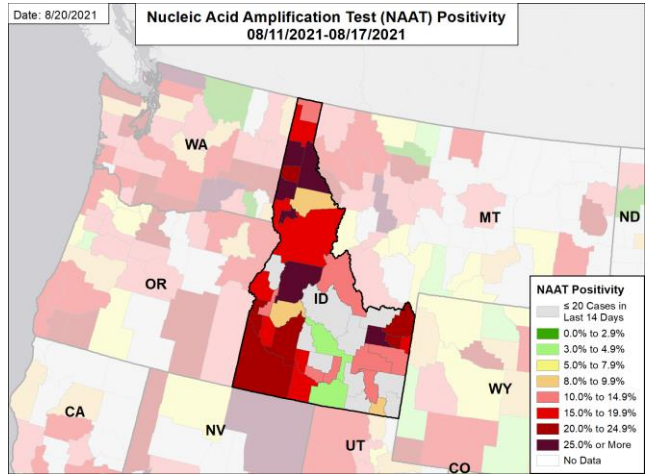 Date: 8/20/2021
Nucleic Acid Amplification Test (NAAT) Positivity
08/11/2021-08/17/2021
WA
MT
ND
OR
ID
WY
CA
NV
UT
CO
NAAT Positivity
≤ 20 Cases in
Last 14 Days
0.0% to 2.9%
3.0% to 4.9%
5.0% to 7.9%
8.0% to 9.9%
10.0% to 14.9%
15.0% to 19.9%
20.0% to 24.9%
25.0% or More
No Data